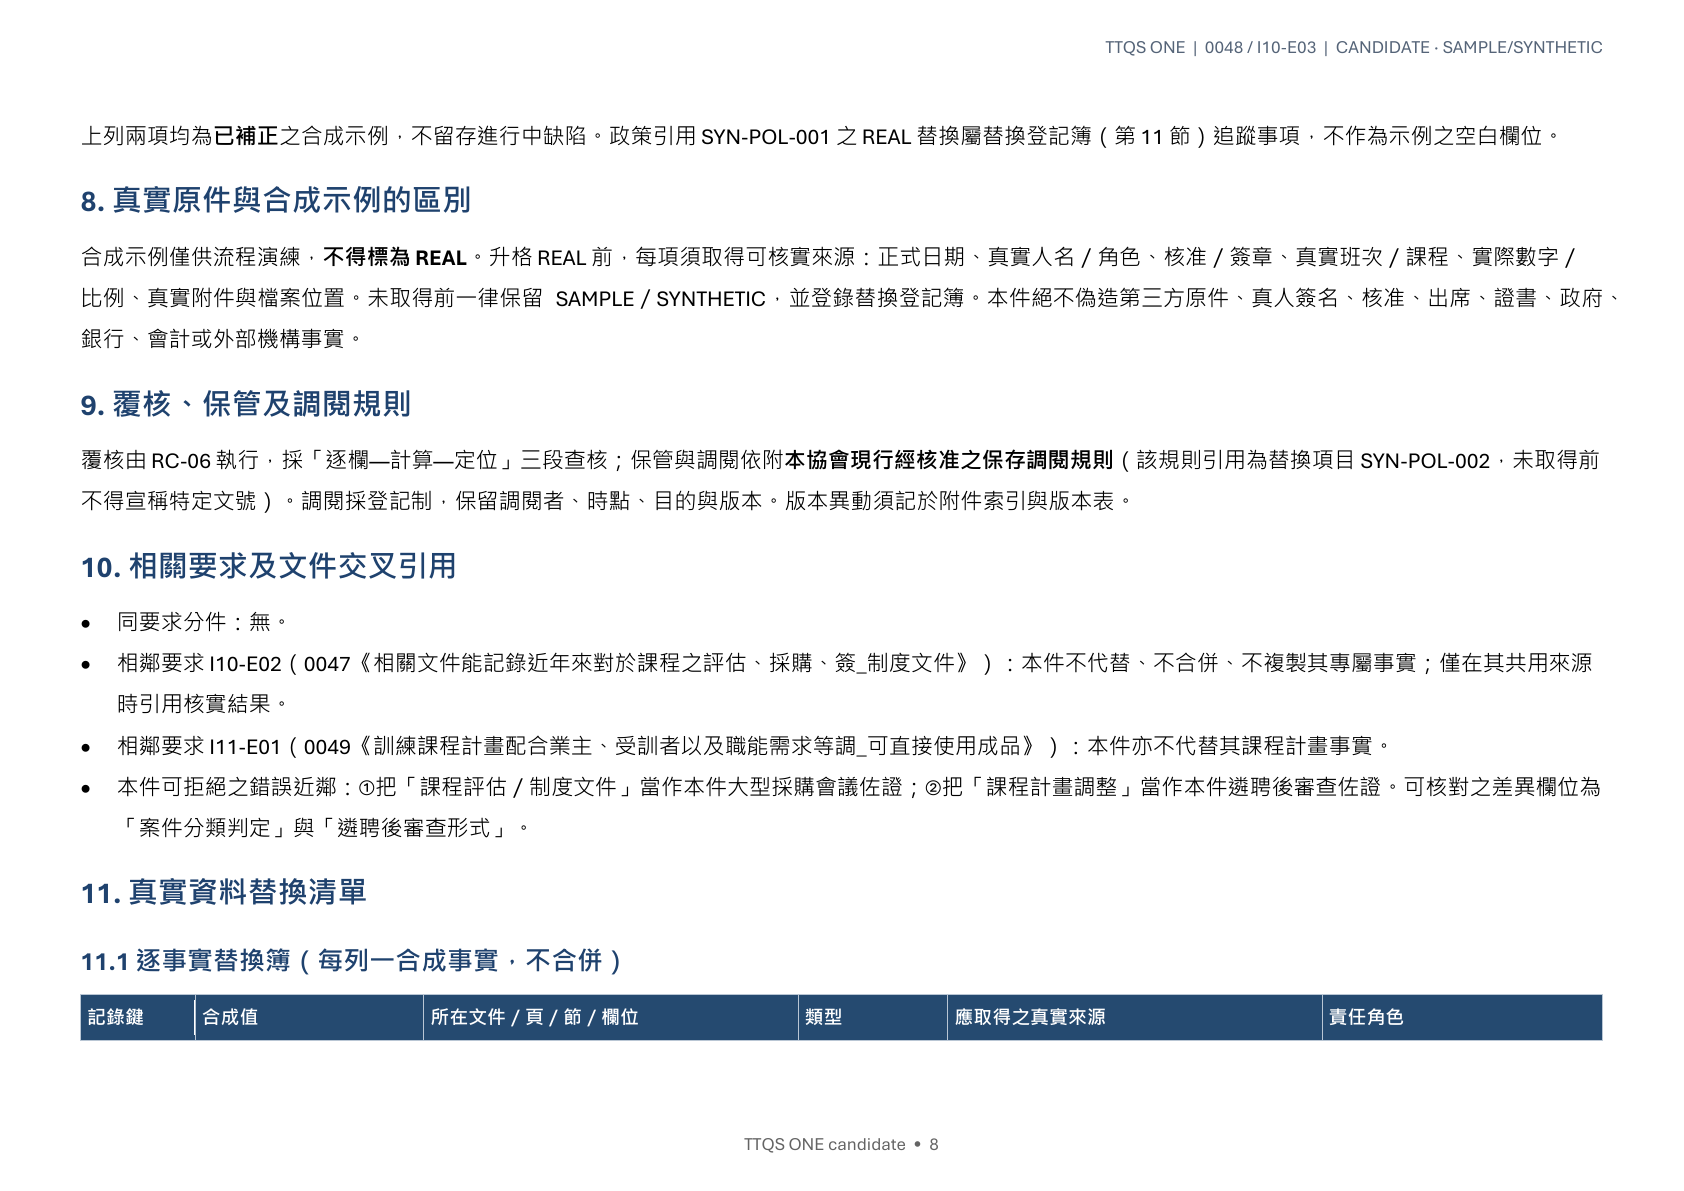 TTQS ONE | 0048 / I10-E03 | CANDIDATE · SAMPLE/SYNTHETIC
上列兩項均為已補正之合成示例，不留存進行中缺陷。政策引用 SYN-POL-001 之 REAL 替換屬替換登記簿（第 11 節）追蹤事項，不作為示例之空白欄位。
8. 真實原件與合成示例的區別
合成示例僅供流程演練，不得標為 REAL。升格 REAL 前，每項須取得可核實來源：正式日期、真實人名／角色、核准／簽章、真實班次／課程、實際數字／
比例、真實附件與檔案位置。未取得前一律保留 SAMPLE / SYNTHETIC，並登錄替換登記簿。本件絕不偽造第三方原件、真人簽名、核准、出席、證書、政府、
銀行、會計或外部機構事實。
9. 覆核、保管及調閱規則
覆核由 RC-06 執行，採「逐欄—計算—定位」三段查核；保管與調閱依附本協會現行經核准之保存調閱規則（該規則引用為替換項目 SYN-POL-002，未取得前
不得宣稱特定文號）。調閱採登記制，保留調閱者、時點、目的與版本。版本異動須記於附件索引與版本表。
10. 相關要求及文件交叉引用
• 同要求分件：無。
• 相鄰要求 I10-E02（0047《相關文件能記錄近年來對於課程之評估、採購、簽_制度文件》）：本件不代替、不合併、不複製其專屬事實；僅在其共用來源
時引用核實結果。
• 相鄰要求 I11-E01（0049《訓練課程計畫配合業主、受訓者以及職能需求等調_可直接使用成品》）：本件亦不代替其課程計畫事實。
• 本件可拒絕之錯誤近鄰：①把「課程評估／制度文件」當作本件大型採購會議佐證；②把「課程計畫調整」當作本件遴聘後審查佐證。可核對之差異欄位為
「案件分類判定」與「遴聘後審查形式」。
11. 真實資料替換清單
11.1 逐事實替換簿（每列一合成事實，不合併）
記錄鍵 合成值 所在文件／頁／節／欄位 類型 應取得之真實來源 責任角色
TTQS ONE candidate • 8